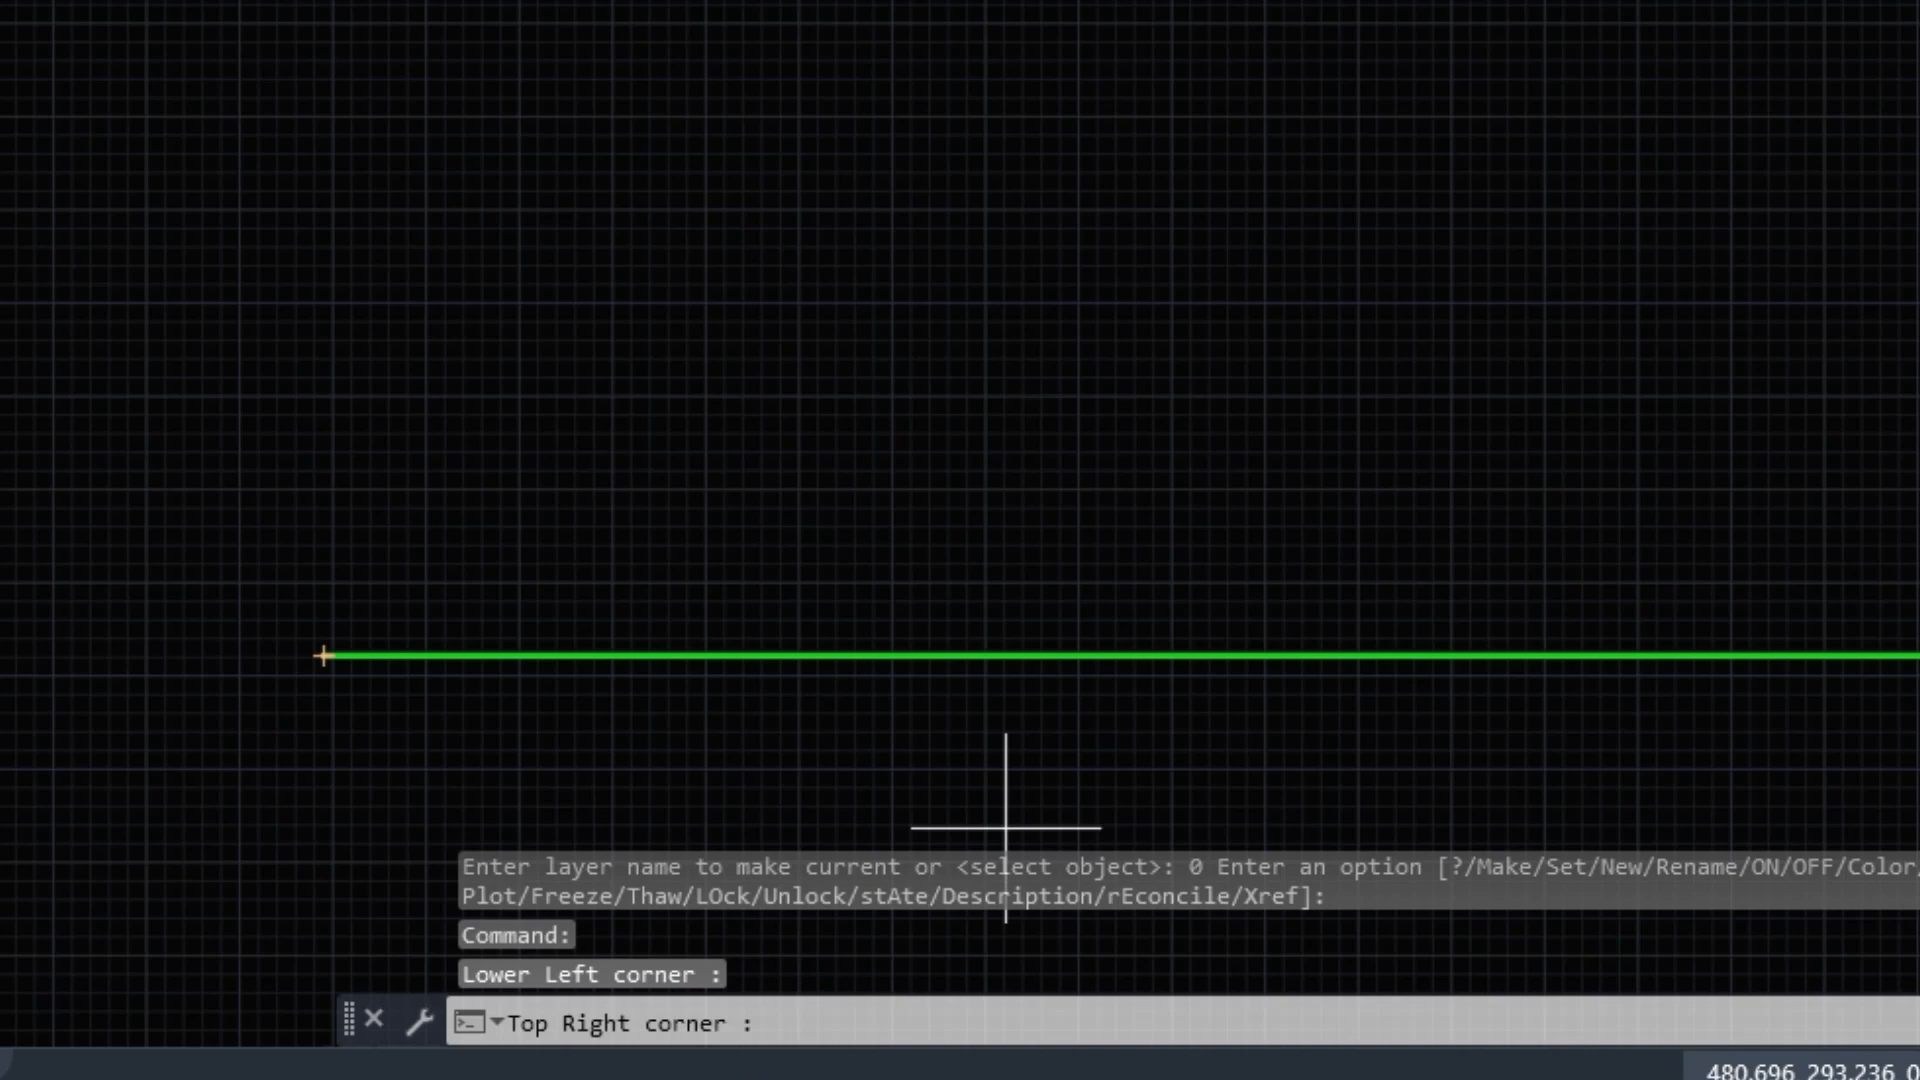 Enter layer name to make current or <select object>: 0 Enter an option [?/Make/Set/New/Rename/ON/OFF/Color/
Plot/Freeze/Thaw/LOck/Unlock/stAte/Description/rEconcile/Xref]:
Command:
Lower Left corner :
Top Right corner :
480.696, 293.236, 0